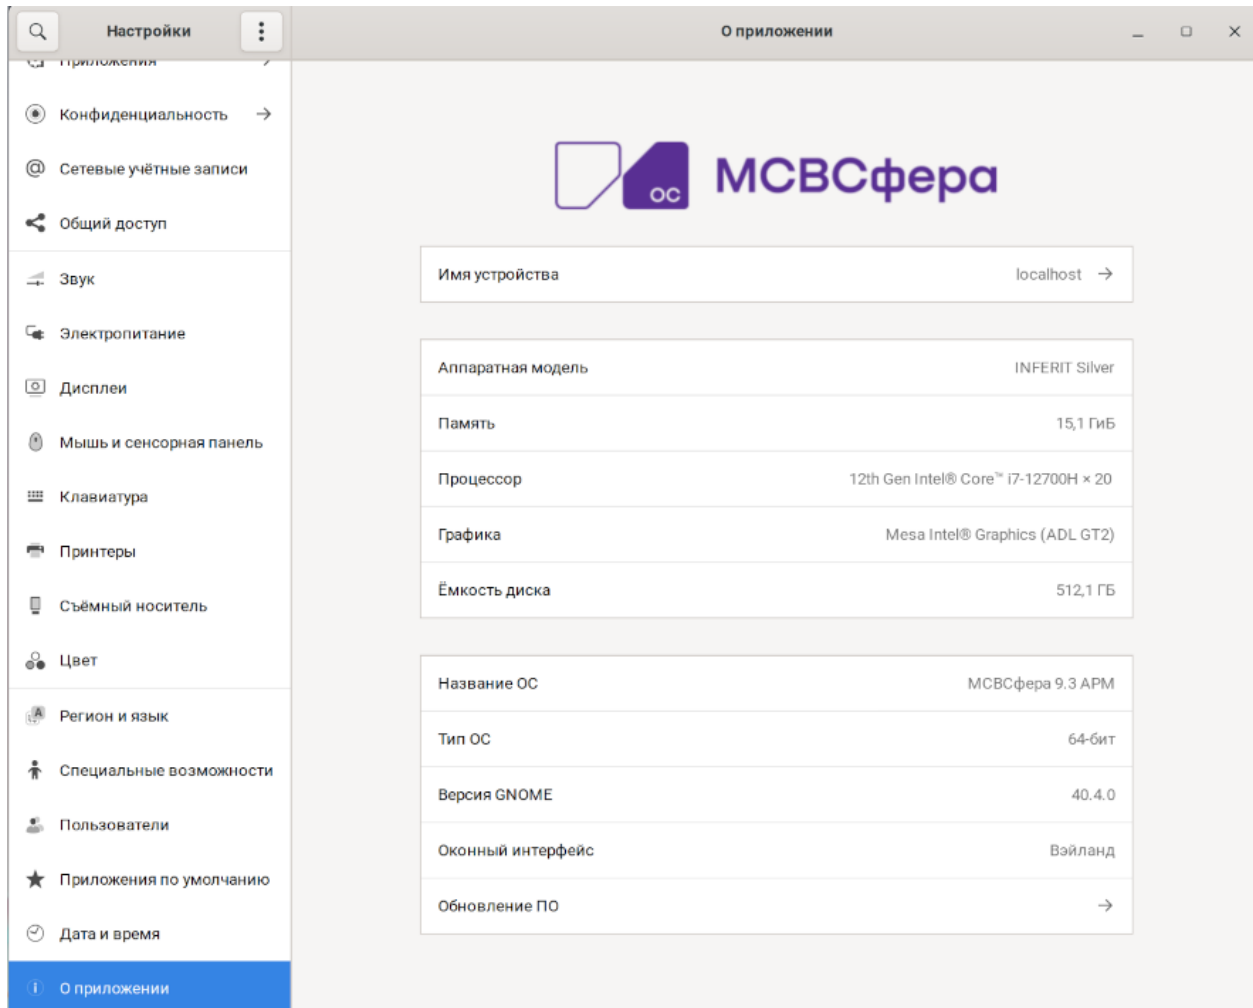 Настройки
О приложении
Приложения
Конфиденциальность
Сетевые учётные записи
Общий доступ
Звук
Электропитание
Дисплеи
Мышь и сенсорная панель
Клавиатура
Принтеры
Съёмный носитель
Цвет
Регион и язык
Специальные возможности
Пользователи
Приложения по умолчанию
Дата и время
О приложении
ОС МСВСфера
Имя устройства localhost
Аппаратная модель INFERIT Silver
Память 15,1 ГиБ
Процессор 12th Gen Intel® Core™ i7-12700H × 20
Графика Mesa Intel® Graphics (ADL GT2)
Ёмкость диска 512,1 ГБ
Название ОС МСВСфера 9.3 АРМ
Тип ОС 64-бит
Версия GNOME 40.4.0
Оконный интерфейс Вэйланд
Обновление ПО